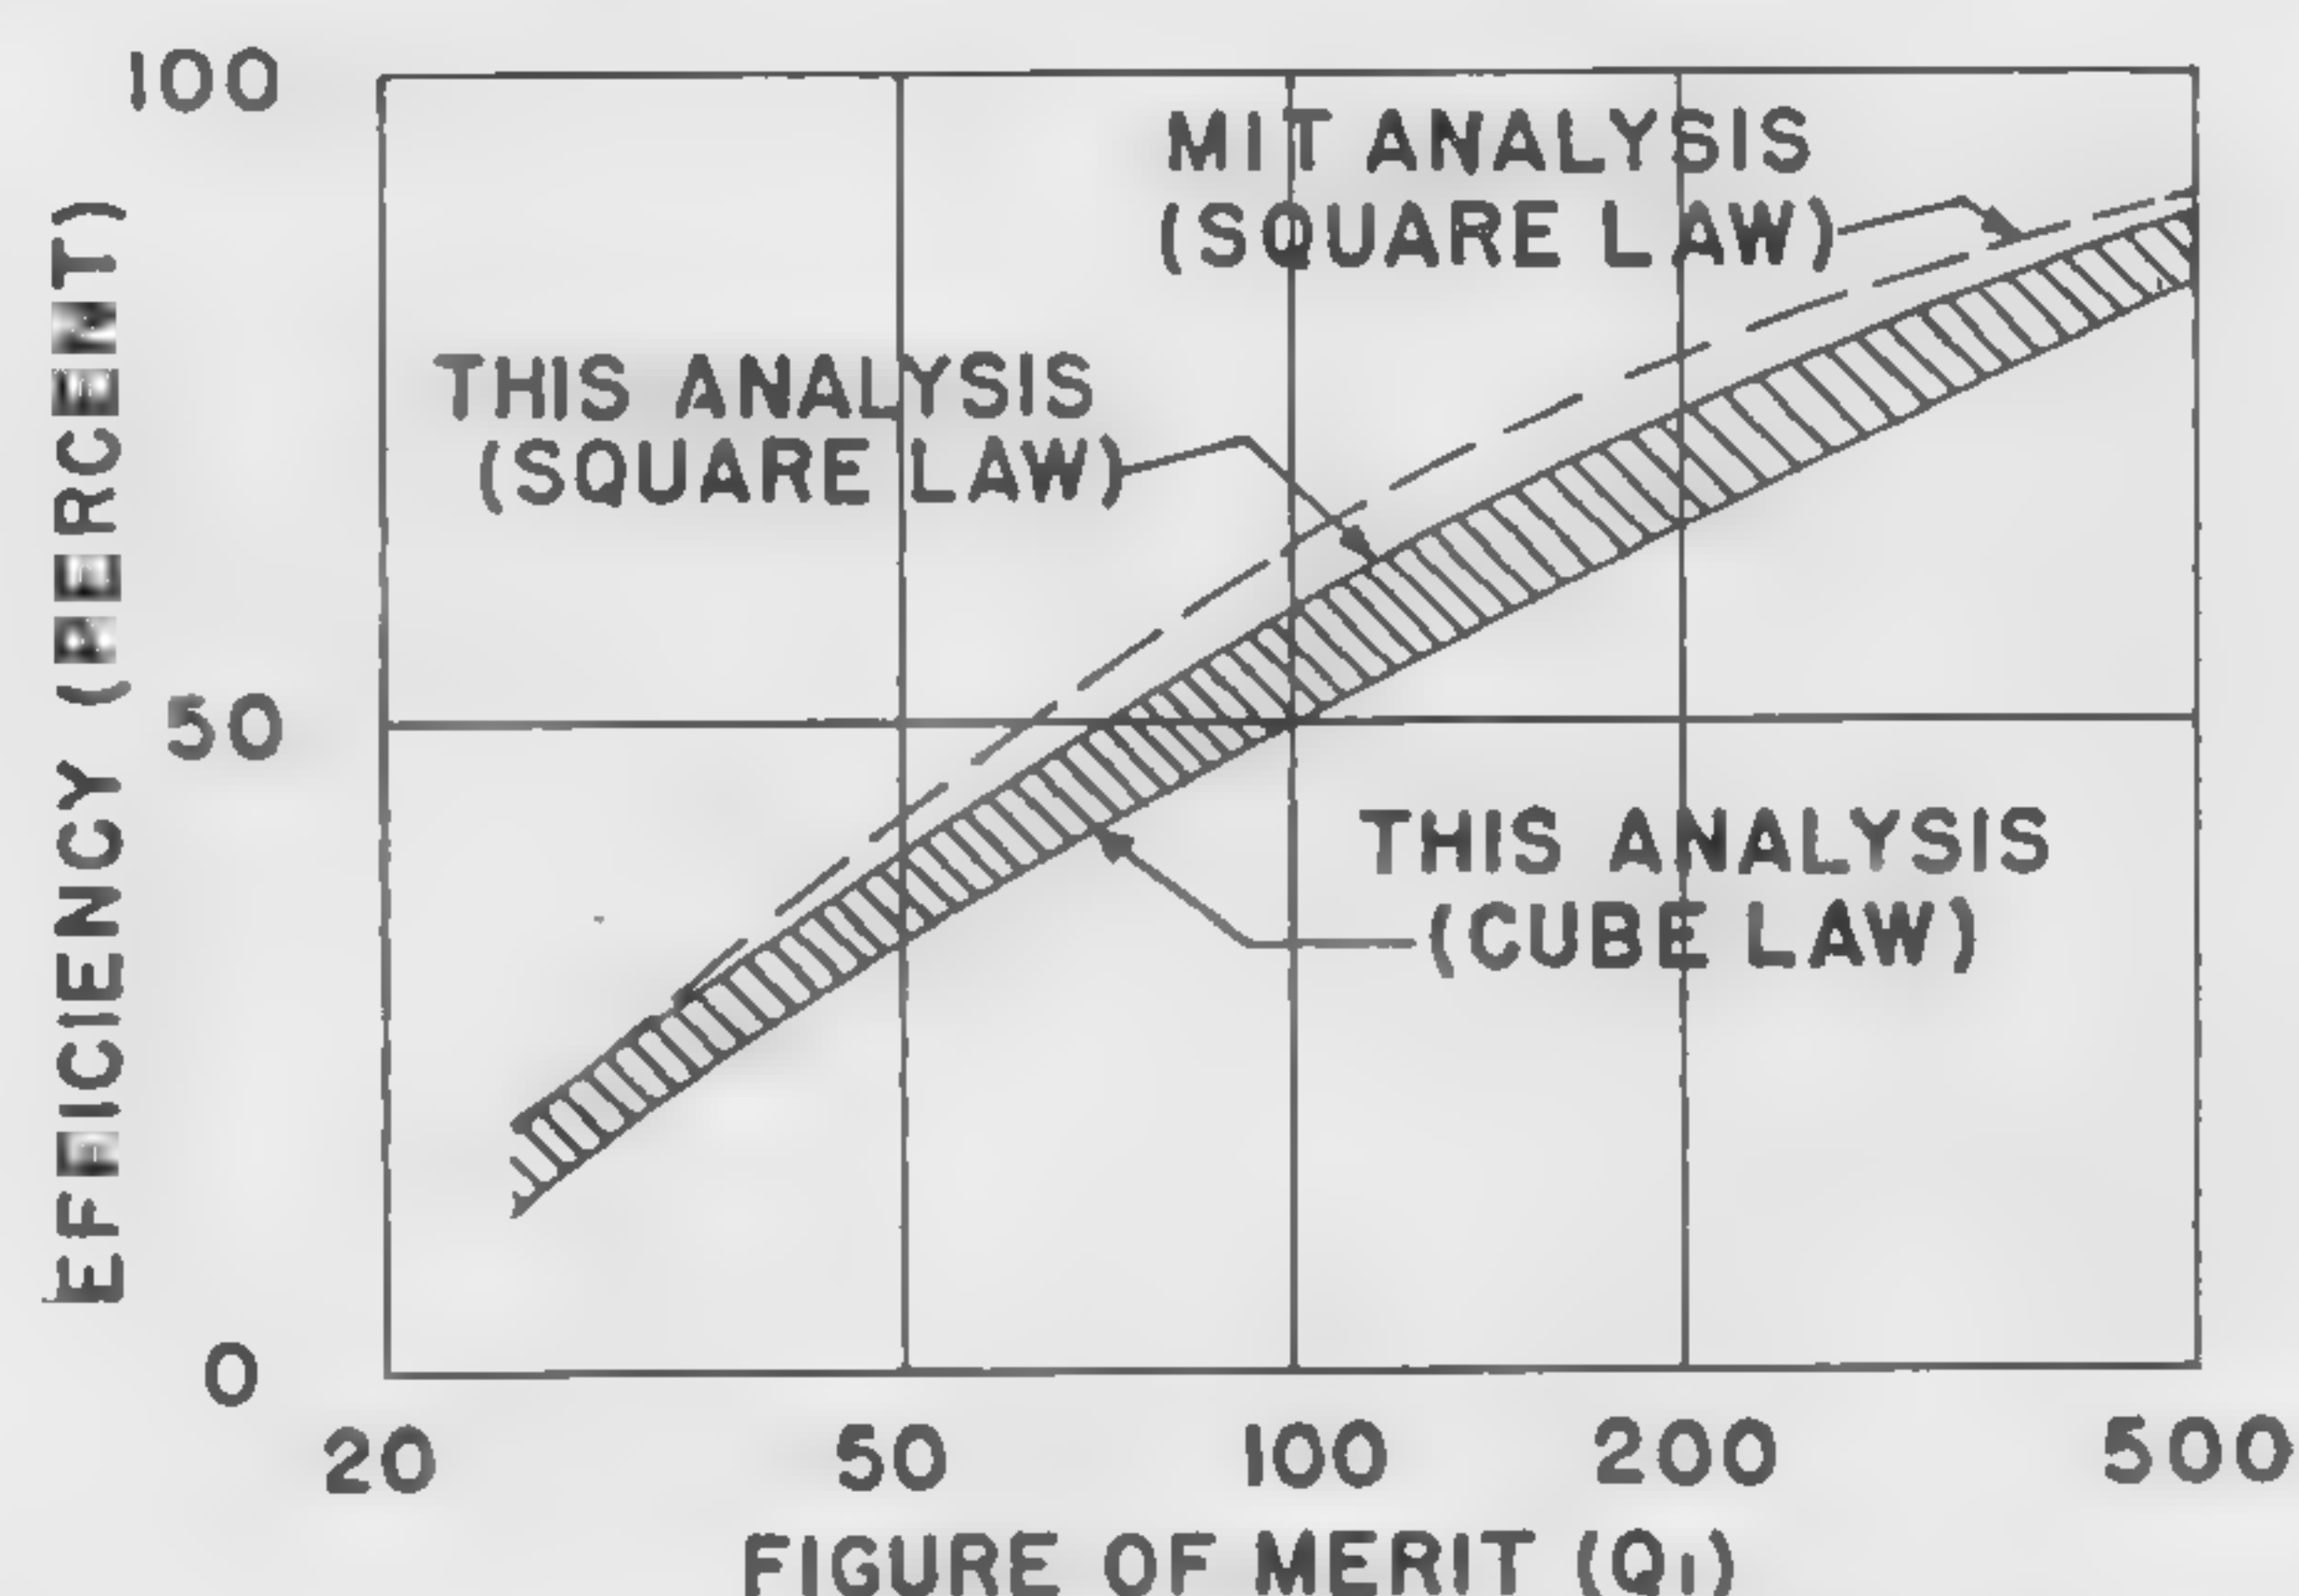 100
MIT ANALYSIS
(SQUARE LAW)
THIS ANALYSIS
(SQUARE LAW)
EFFICIENCY (PERCENT)
50
THIS ANALYSIS
(CUBE LAW)
0
20 50 100 200 500
FIGURE OF MERIT (Q₁)